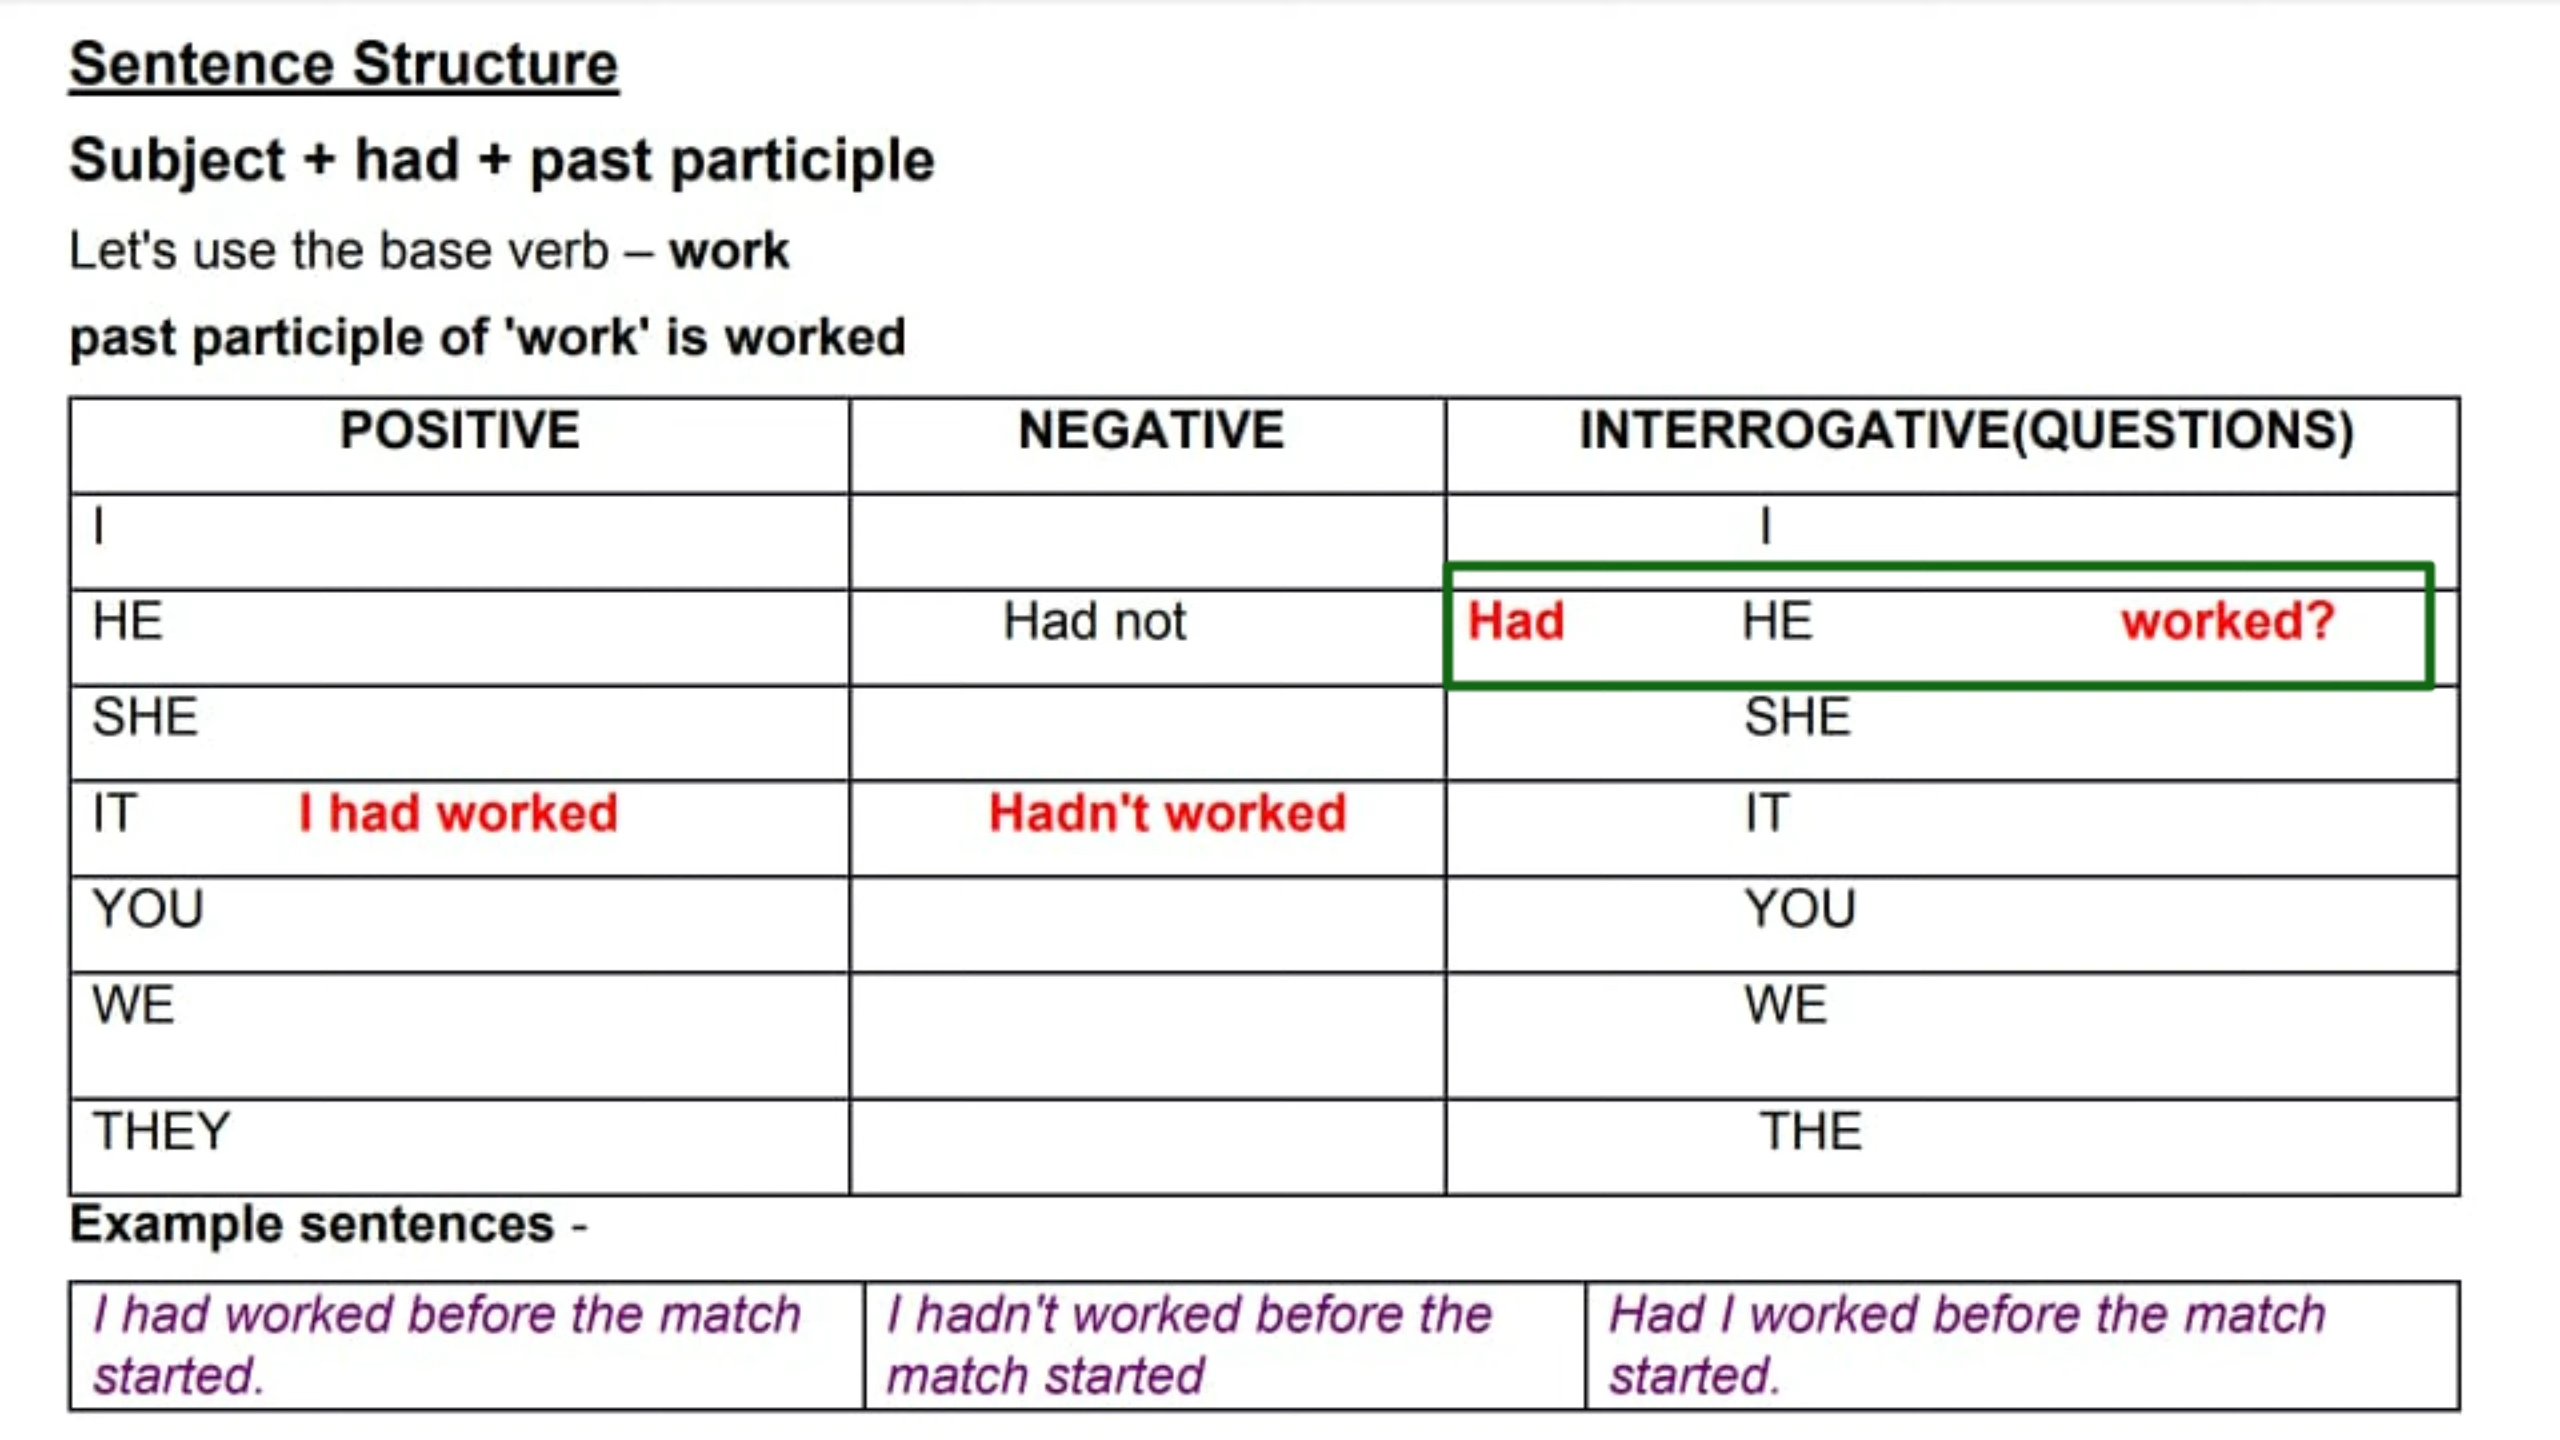 Sentence Structure
Subject + had + past participle
Let's use the base verb – work
past participle of 'work' is worked
POSITIVE NEGATIVE INTERROGATIVE(QUESTIONS)
I I
HE Had not Had HE worked?
SHE SHE
IT I had worked Hadn't worked IT
YOU YOU
WE WE
THEY THE
Example sentences -
I had worked before the match
started.
I hadn't worked before the
match started
Had I worked before the match
started.